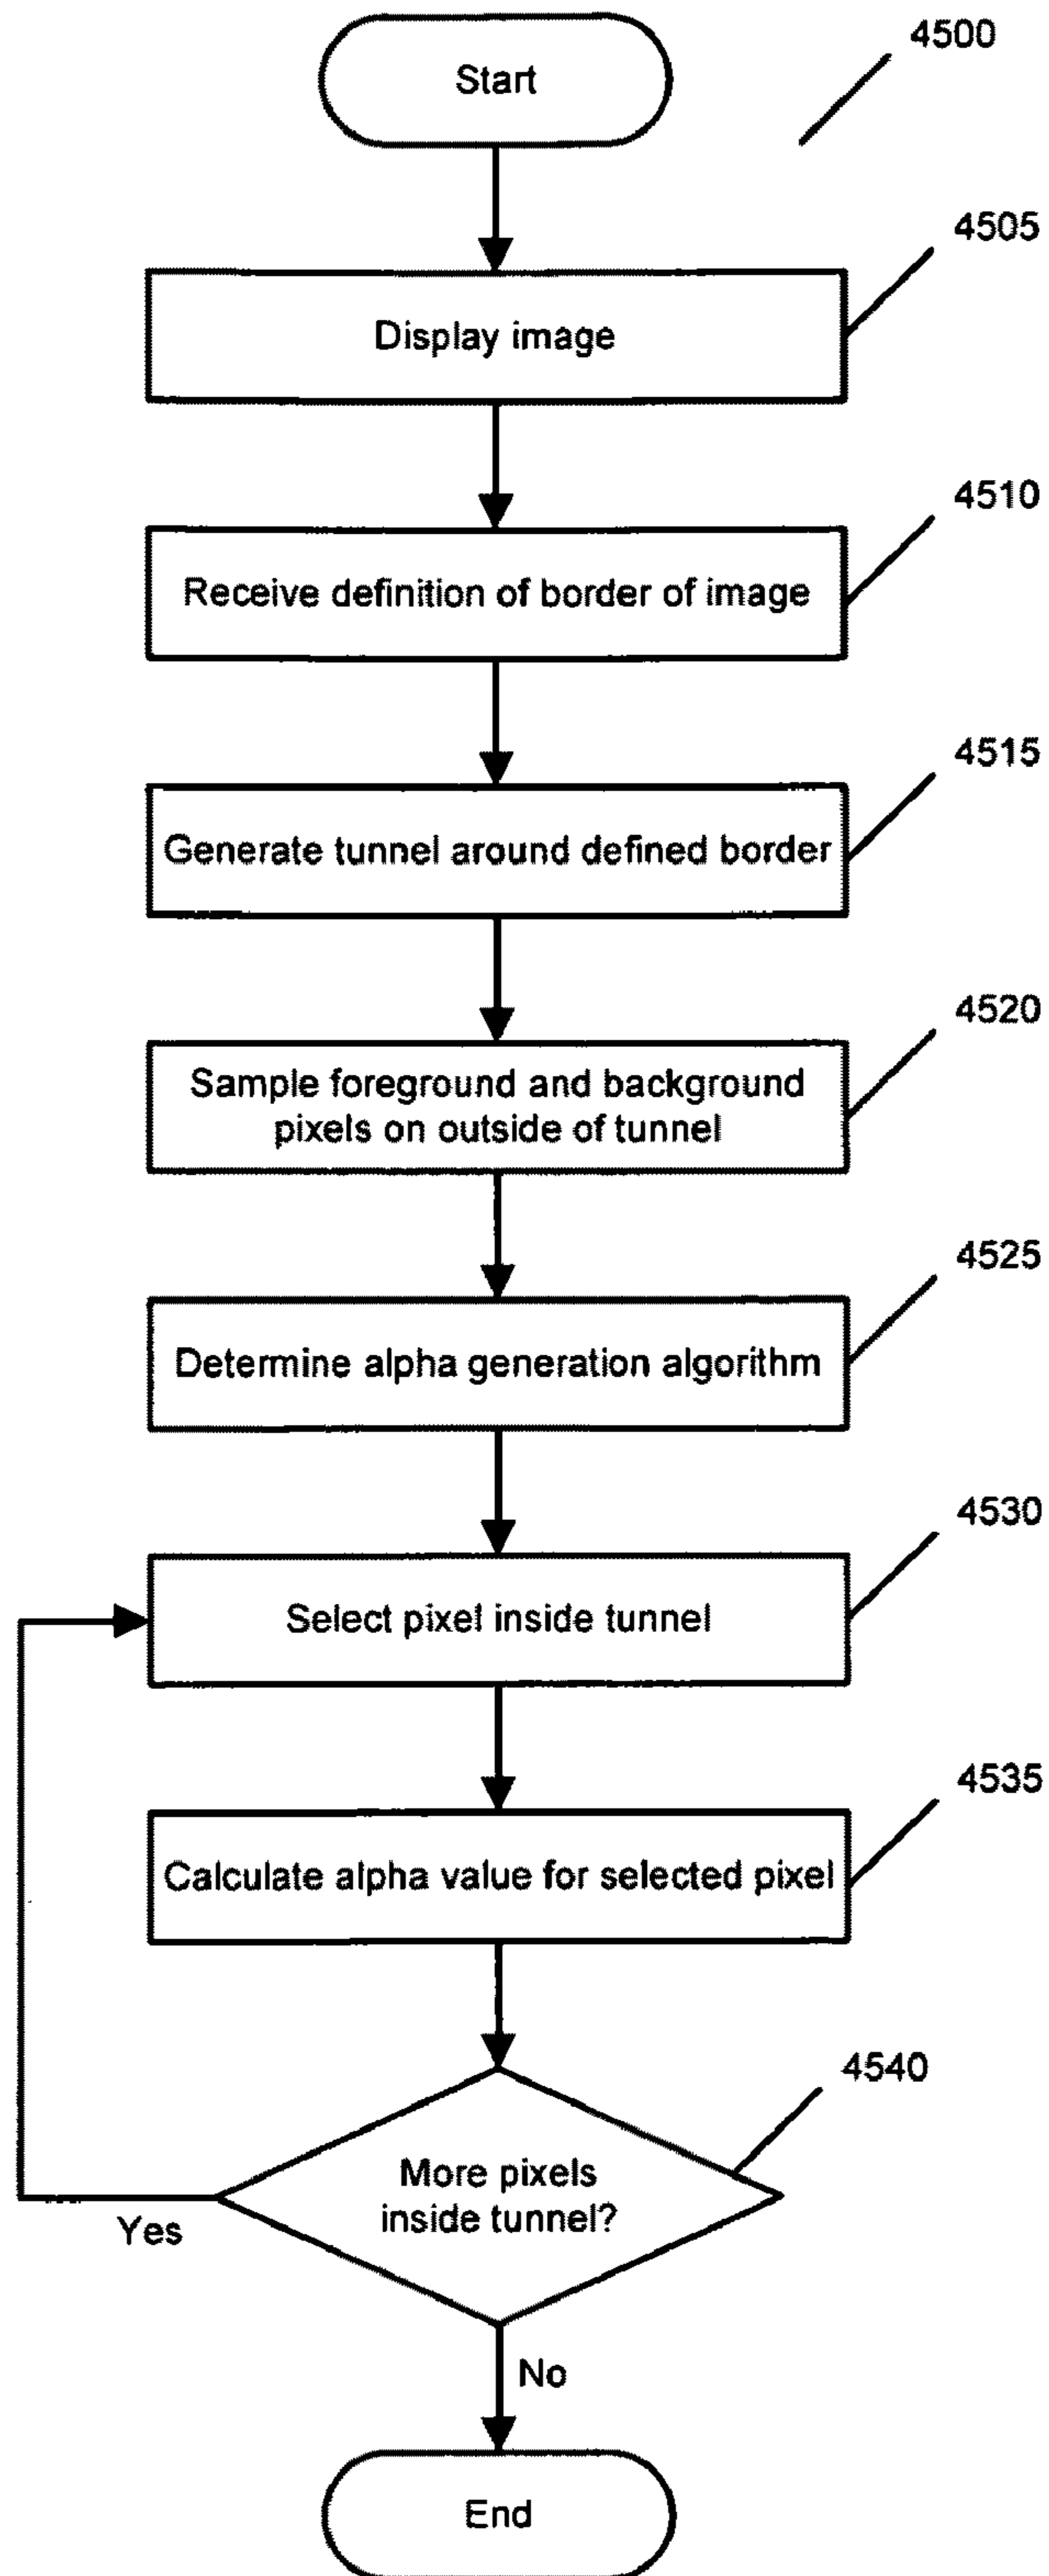 4500
Start
4505
Display image
4510
Receive definition of border of image
4515
Generate tunnel around defined border
4520
Sample foreground and background
pixels on outside of tunnel
4525
Determine alpha generation algorithm
4530
Select pixel inside tunnel
4535
Calculate alpha value for selected pixel
4540
More pixels
inside tunnel?
Yes
No
End